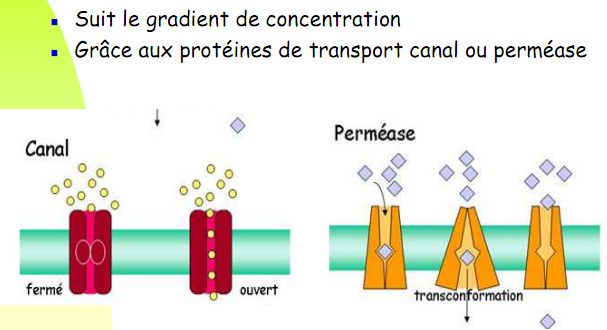 Suit le gradient de concentration
Grâce aux protéines de transport canal ou perméase
Canal
Perméase
fermé
ouvert
transconformation